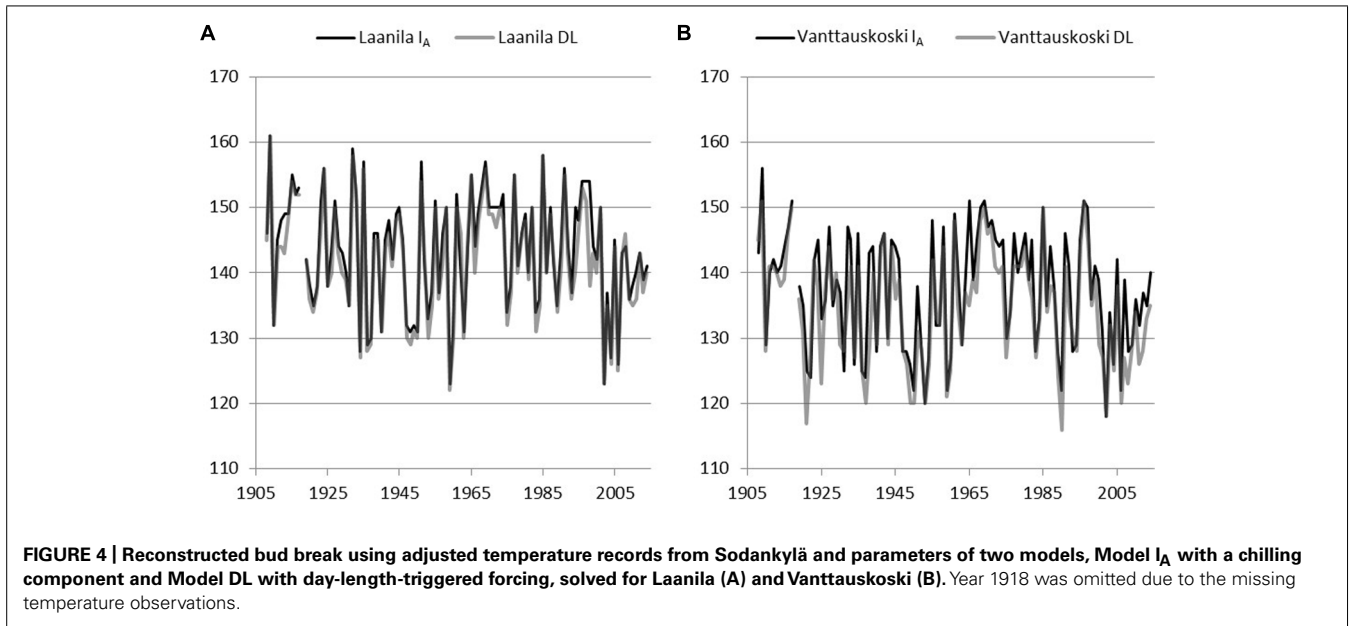 A
Laanila I_A
Laanila DL
170
160
150
140
130
120
110
1905 1925 1945 1965 1985 2005
B
Vanttauskoski I_A
Vanttauskoski DL
170
160
150
140
130
120
110
1905 1925 1945 1965 1985 2005
FIGURE 4 | Reconstructed bud break using adjusted temperature records from Sodankylä and parameters of two models, Model I_A with a chilling
component and Model DL with day-length-triggered forcing, solved for Laanila (A) and Vanttauskoski (B). Year 1918 was omitted due to the missing
temperature observations.